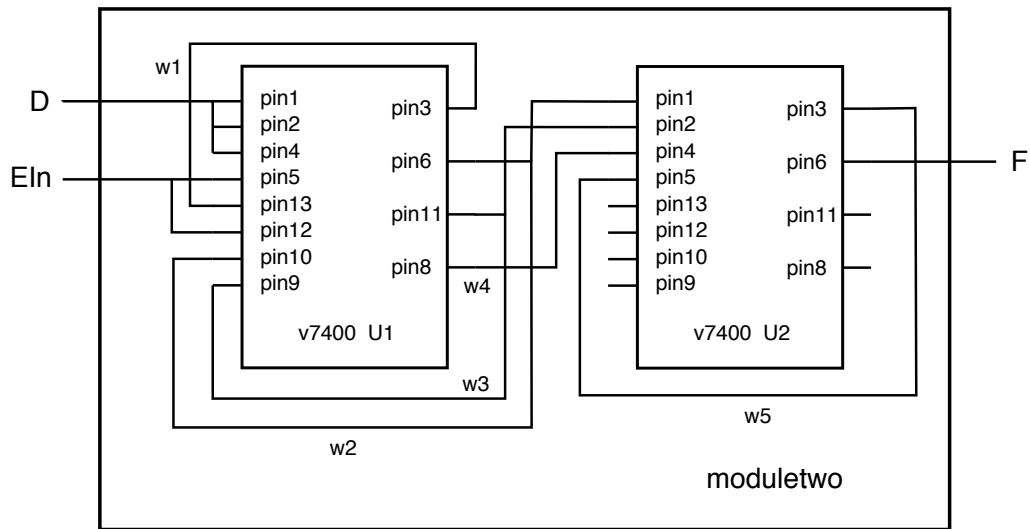 w1
D
EIn
pin1
pin2
pin4
pin5
pin13
pin12
pin10
pin9
pin3
pin6
pin11
pin8
v7400 U1
w4
w3
w2
pin1
pin2
pin4
pin5
pin13
pin12
pin10
pin9
pin3
pin6
pin11
pin8
v7400 U2
F
w5
moduletwo